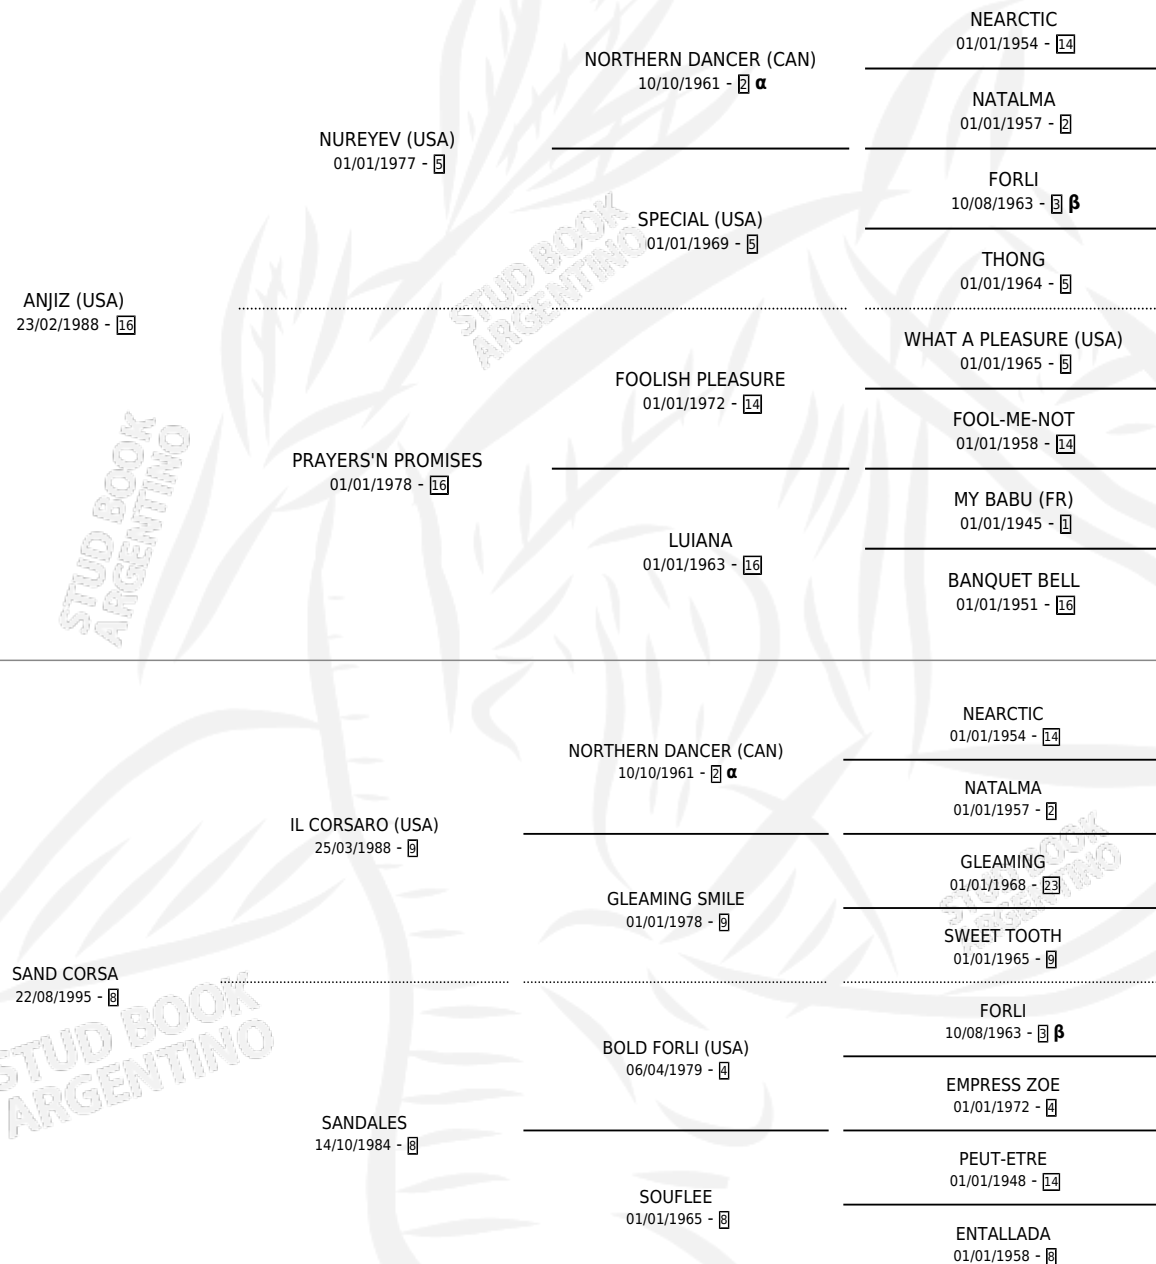 NEARCTIC
01/01/1954 - 14
NORTHERN DANCER (CAN)
10/10/1961 - 2 α
NATALMA
01/01/1957 - 2
NUREYEV (USA)
01/01/1977 - 5
FORLI
10/08/1963 - 3 β
SPECIAL (USA)
01/01/1969 - 5
THONG
01/01/1964 - 5
ANJIZ (USA)
23/02/1988 - 16
WHAT A PLEASURE (USA)
01/01/1965 - 5
FOOLISH PLEASURE
01/01/1972 - 14
FOOL-ME-NOT
01/01/1958 - 14
PRAYERS'N PROMISES
01/01/1978 - 16
MY BABU (FR)
01/01/1945 - 1
LUIANA
01/01/1963 - 16
BANQUET BELL
01/01/1951 - 16
NEARCTIC
01/01/1954 - 14
NORTHERN DANCER (CAN)
10/10/1961 - 2 α
NATALMA
01/01/1957 - 2
IL CORSARO (USA)
25/03/1988 - 9
GLEAMING
01/01/1968 - 23
GLEAMING SMILE
01/01/1978 - 9
SWEET TOOTH
01/01/1965 - 9
SAND CORSA
22/08/1995 - 8
FORLI
10/08/1963 - 3 β
BOLD FORLI (USA)
06/04/1979 - 4
EMPRESS ZOE
01/01/1972 - 4
SANDALES
14/10/1984 - 8
PEUT-ETRE
01/01/1948 - 14
SOUFLEE
01/01/1965 - 8
ENTALLADA
01/01/1958 - 8
STUD BOOK
ARGENTINO
STUD BOOK
ARGENTINO
STUD BOOK
ARGENTINO
STUD BOOK
ARGENTINO